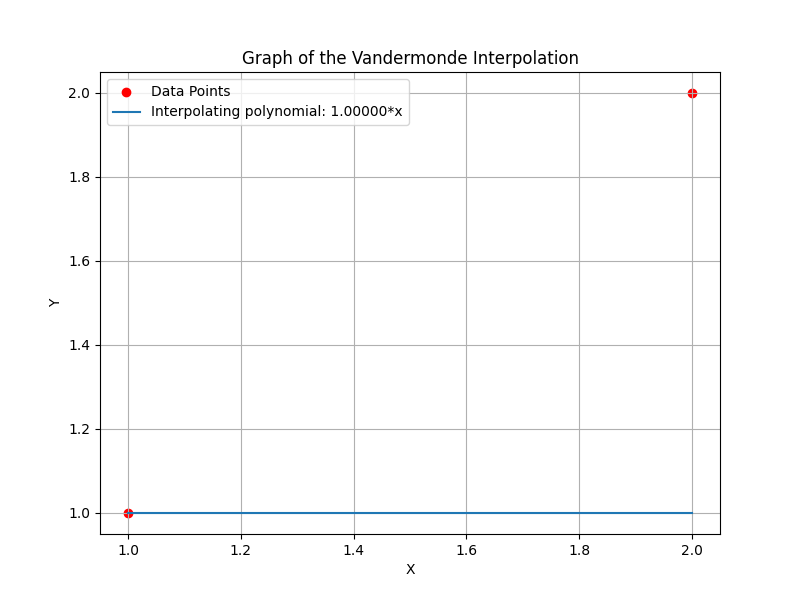 Graph of the Vandermonde Interpolation
Data Points
Interpolating polynomial: 1.00000*x
2.0
1.8
1.6
1.4
1.2
1.0
Y
1.0 1.2 1.4 1.6 1.8 2.0
X